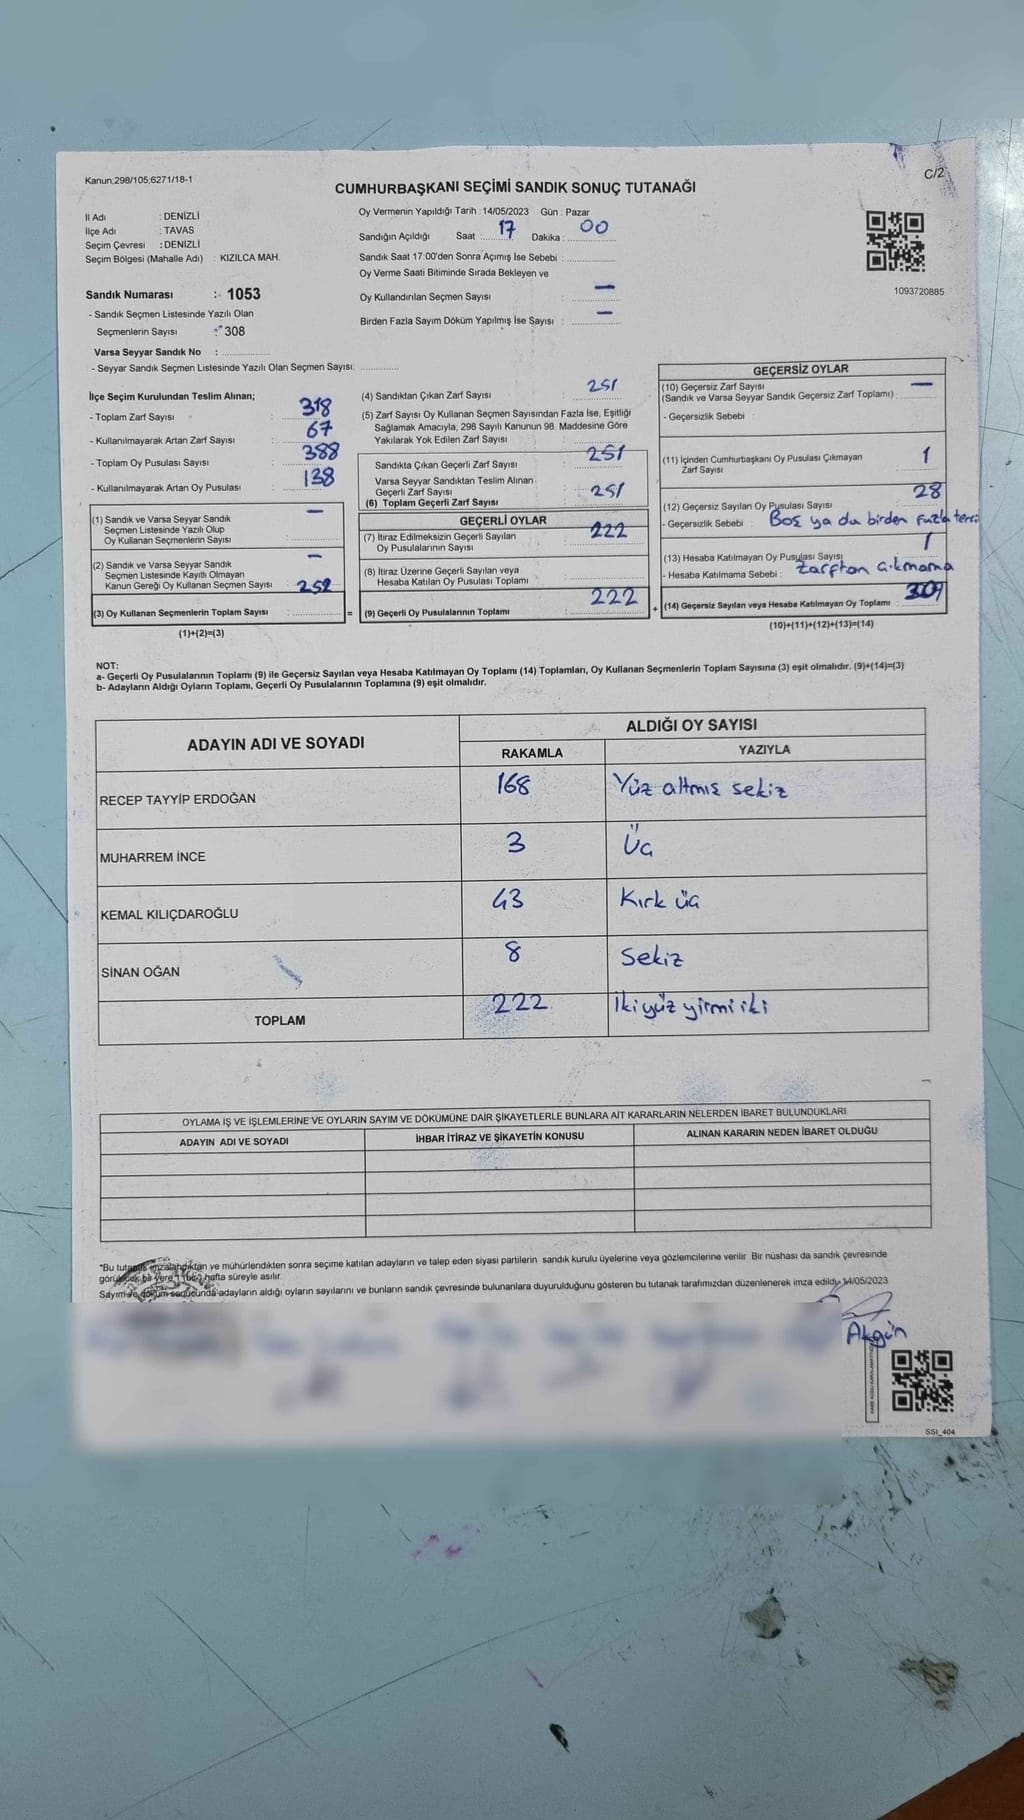 Kanun:298/105;6271/18-1
C/2
CUMHURBAŞKANI SEÇİMİ SANDIK SONUÇ TUTANAĞI
İl Adı : DENİZLİ
İlçe Adı : TAVAS
Seçim Çevresi : DENİZLİ
Seçim Bölgesi (Mahalle Adı) : KIZILCA MAH.
Oy Vermenin Yapıldığı Tarih : 14/05/2023 Gün : Pazar
Sandığın Açıldığı Saat : 17 Dakika : 00
Sandık Saat 17:00'den Sonra Açımış İse Sebebi :
Oy Verme Saati Bitiminde Sırada Bekleyen ve
Oy Kullandırılan Seçmen Sayısı : —
Birden Fazla Sayım Döküm Yapılmış İse Sayısı : —
1093720885
Sandık Numarası : 1053
- Sandık Seçmen Listesinde Yazılı Olan
Seçmenlerin Sayısı : 308
Varsa Seyyar Sandık No :
- Seyyar Sandık Seçmen Listesinde Yazılı Olan Seçmen Sayısı:
İlçe Seçim Kurulundan Teslim Alınan;
- Toplam Zarf Sayısı : 318
- Kullanılmayarak Artan Zarf Sayısı : 67
- Toplam Oy Pusulası Sayısı : 388
- Kullanılmayarak Artan Oy Pusulası : 138
(1) Sandık ve Varsa Seyyar Sandık
Seçmen Listesinde Yazılı Olup
Oy Kullanan Seçmenlerin Sayısı —
(2) Sandık ve Varsa Seyyar Sandık
Seçmen Listesinde Kayıtlı Olmayan
Kanun Gereği Oy Kullanan Seçmen Sayısı —
(3) Oy Kullanan Seçmenlerin Toplam Sayısı : 252 =
(1)+(2)=(3)
(4) Sandıktan Çıkan Zarf Sayısı : 251
(5) Zarf Sayısı Oy Kullanan Seçmen Sayısından Fazla İse, Eşitliği
Sağlamak Amacıyla; 298 Sayılı Kanunun 98. Maddesine Göre
Yakılarak Yok Edilen Zarf Sayısı :
Sandıkta Çıkan Geçerli Zarf Sayısı : 251
Varsa Seyyar Sandıktan Teslim Alınan
Geçerli Zarf Sayısı
(6) Toplam Geçerli Zarf Sayısı : 251
GEÇERLİ OYLAR
(7) İtiraz Edilmeksizin Geçerli Sayılan
Oy Pusulalarının Sayısı : 222
(8) İtiraz Üzerine Geçerli Sayılan veya
Hesaba Katılan Oy Pusulası Toplamı :
(9) Geçerli Oy Pusulalarının Toplamı : 222 +
GEÇERSİZ OYLAR
(10) Geçersiz Zarf Sayısı
(Sandık ve Varsa Seyyar Sandık Geçersiz Zarf Toplamı) : —
- Geçersizlik Sebebi :
(11) İçinden Cumhurbaşkanı Oy Pusulası Çıkmayan
Zarf Sayısı : 1
(12) Geçersiz Sayılan Oy Pusulası Sayısı : 28
- Geçersizlik Sebebi : Boş ya da birden fazla tercih
(13) Hesaba Katılmayan Oy Pusulası Sayısı : 1
- Hesaba Katılmama Sebebi : Zarftan çıkmama
(14) Geçersiz Sayılan veya Hesaba Katılmayan Oy Toplamı :
(10)+(11)+(12)+(13)=(14)
NOT:
a- Geçerli Oy Pusulalarının Toplamı (9) ile Geçersiz Sayılan veya Hesaba Katılmayan Oy Toplamı (14) Toplamları, Oy Kullanan Seçmenlerin Toplam Sayısına (3) eşit olmalıdır. (9)+(14)=(3)
b- Adayların Aldığı Oyların Toplamı, Geçerli Oy Pusulalarının Toplamına (9) eşit olmalıdır.
ADAYIN ADI VE SOYADI
ALDIĞI OY SAYISI
RAKAMLA YAZIYLA
RECEP TAYYİP ERDOĞAN 168 Yüz altmış sekiz
MUHARREM İNCE 3 Üç
KEMAL KILIÇDAROĞLU 43 Kırk üç
SİNAN OĞAN 8 Sekiz
TOPLAM 222 İkiyüz yirmi iki
OYLAMA İŞ VE İŞLEMLERİNE VE OYLARIN SAYIM VE DÖKÜMÜNE DAİR ŞİKAYETLERLE BUNLARA AİT KARARLARIN NELERDEN İBARET BULUNDUKLARI
ADAYIN ADI VE SOYADI İHBAR İTİRAZ VE ŞİKAYETİN KONUSU ALINAN KARARIN NEDEN İBARET OLDUĞU
*Bu tutanak imzalandıktan ve mühürlendikten sonra seçime katılan adayların ve talep eden siyasi partilerin sandık kurulu üyelerine veya gözlemcilerine verilir. Bir nüshası da sandık çevresinde
görülecek bir yere 1 (bir) hafta süreyle asılır.
Sayım ve döküm sonucunda adayların aldığı oyların sayılarını ve bunların sandık çevresinde bulunanlara duyurulduğunu gösteren bu tutanak tarafımızdan düzenlenerek imza edildi. 14/05/2023
Akgün
SSI_404